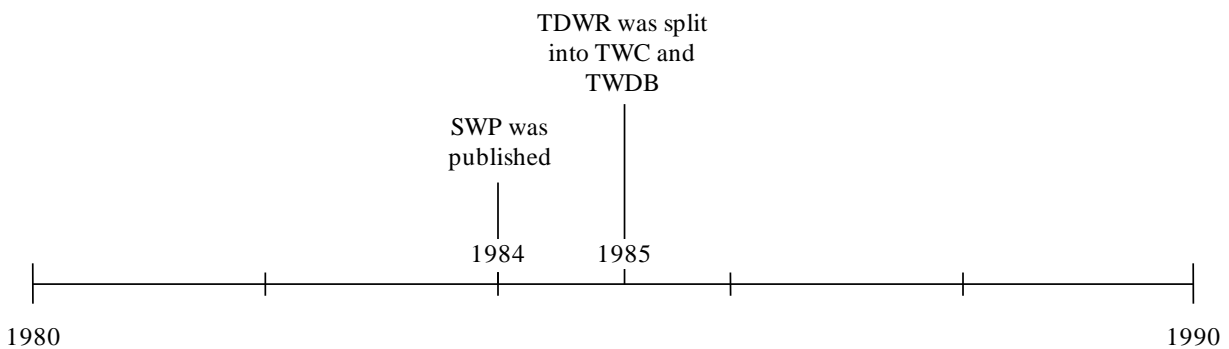 TDWR was split
into TWC and
TWDB
SWP was
published
1984
1985
1980
1990